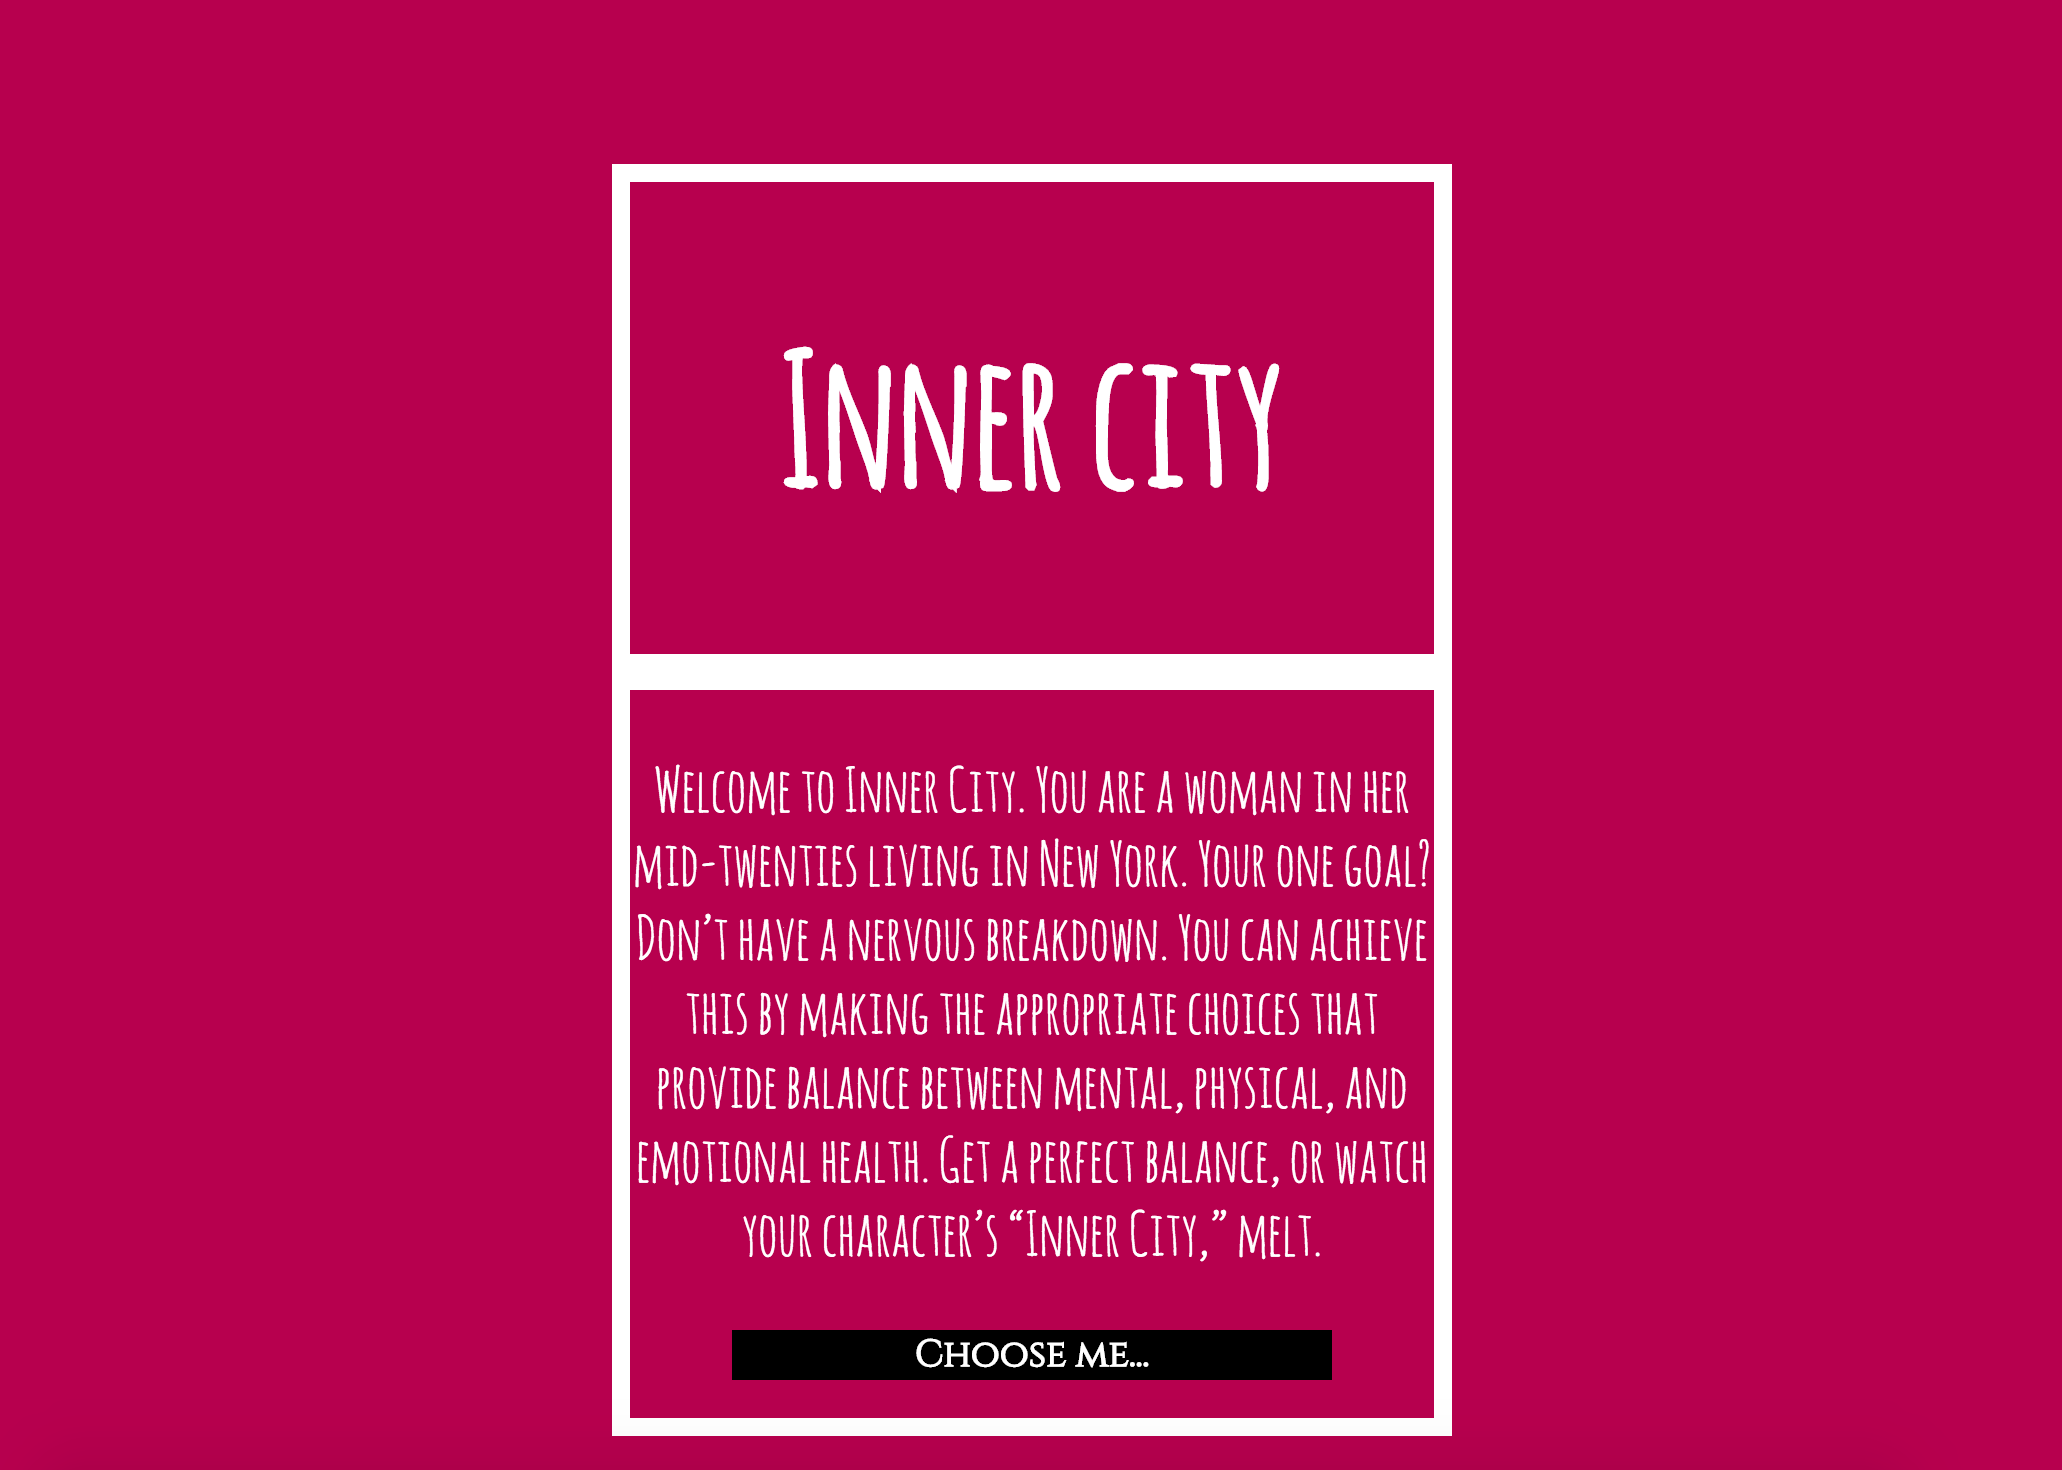 Inner city
Welcome to Inner City. You are a woman in her
mid-twenties living in New York. Your one goal?
Don’t have a nervous breakdown. You can achieve
this by making the appropriate choices that
provide balance between mental, physical, and
emotional health. Get a perfect balance, or watch
your character’s “Inner City,” melt.
Choose me...